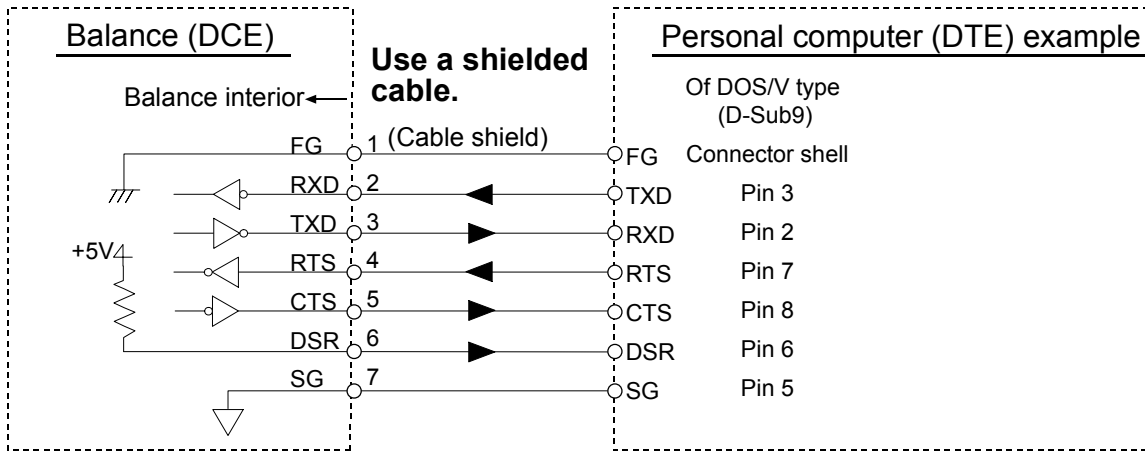 Balance (DCE)
Use a shielded
cable.
Personal computer (DTE) example
Balance interior
Of DOS/V type
(D-Sub9)
FG 1 (Cable shield) FG Connector shell
RXD 2 TXD Pin 3
TXD 3 RXD Pin 2
+5V
RTS 4 RTS Pin 7
CTS 5 CTS Pin 8
DSR 6 DSR Pin 6
SG 7 SG Pin 5